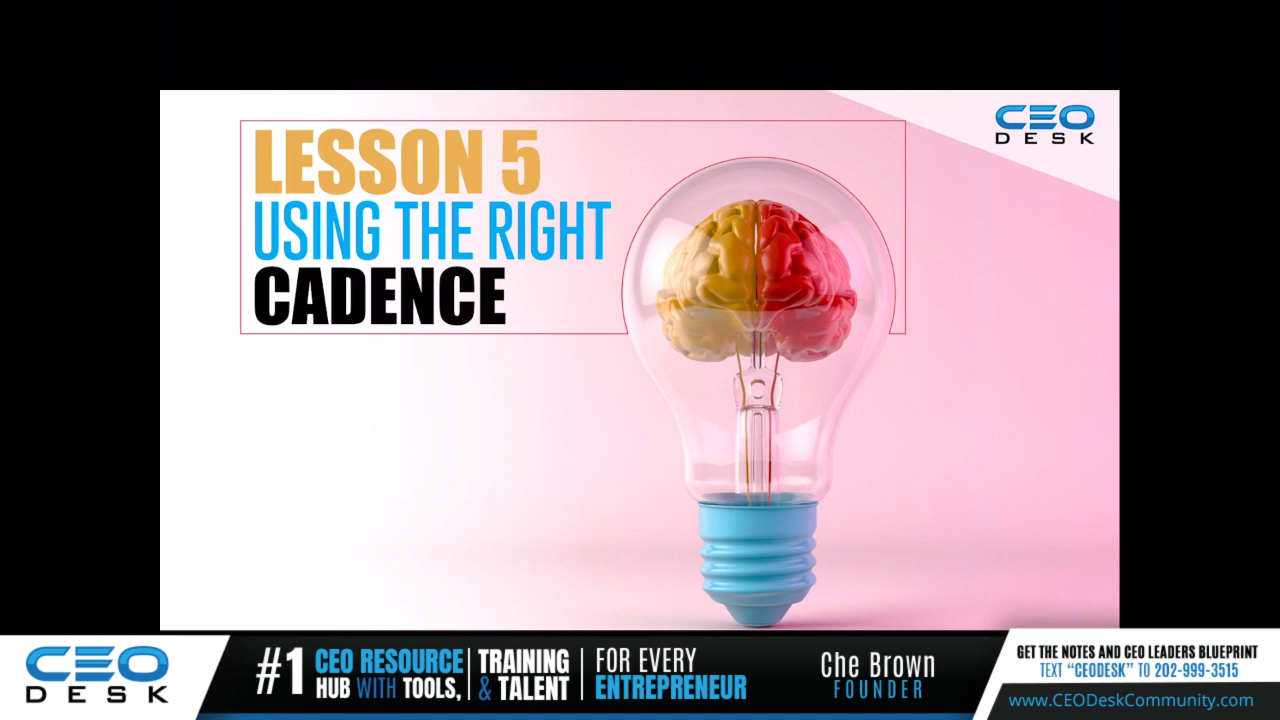 LESSON 5
USING THE RIGHT
CADENCE
CEO
DESK
CEO
DESK
#1 CEO RESOURCE
HUB WITH TOOLS,
TRAINING
& TALENT
FOR EVERY
ENTREPRENEUR
Che Brown
FOUNDER
GET THE NOTES AND CEO LEADERS BLUEPRINT
TEXT “CEODESK” TO 202-999-3515
www.CEODeskCommunity.com